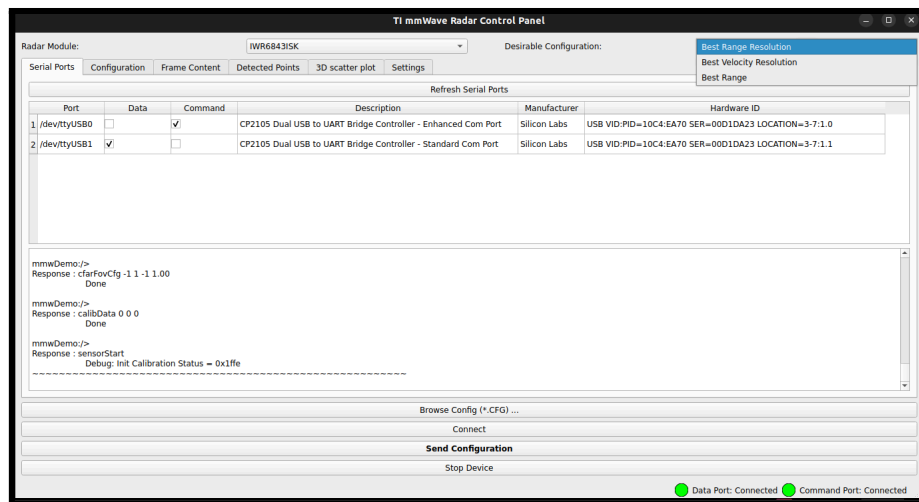 TI mmWave Radar Control Panel
Radar Module: IWR6843ISK Desirable Configuration: Best Range Resolution
Best Velocity Resolution
Best Range
Serial Ports Configuration Frame Content Detected Points 3D scatter plot Settings
Refresh Serial Ports
Port Data Command Description Manufacturer Hardware ID
1 /dev/ttyUSB0 CP2105 Dual USB to UART Bridge Controller - Enhanced Com Port Silicon Labs USB VID:PID=10C4:EA70 SER=00D1DA23 LOCATION=3-7:1.0
2 /dev/ttyUSB1 CP2105 Dual USB to UART Bridge Controller - Standard Com Port Silicon Labs USB VID:PID=10C4:EA70 SER=00D1DA23 LOCATION=3-7:1.1
mmwDemo:/>
Response : cfarFovCfg -1 1 -1 1.00
Done
mmwDemo:/>
Response : calibData 0 0 0
Done
mmwDemo:/>
Response : sensorStart
Debug: Init Calibration Status = 0x1ffe
~~~~~~~~~~~~~~~~~~~~~~~~~~~~~~~~~~~~~~~~~~~~~~~~~~~~~~~~
Browse Config (*.CFG) ...
Connect
Send Configuration
Stop Device
Data Port: Connected Command Port: Connected